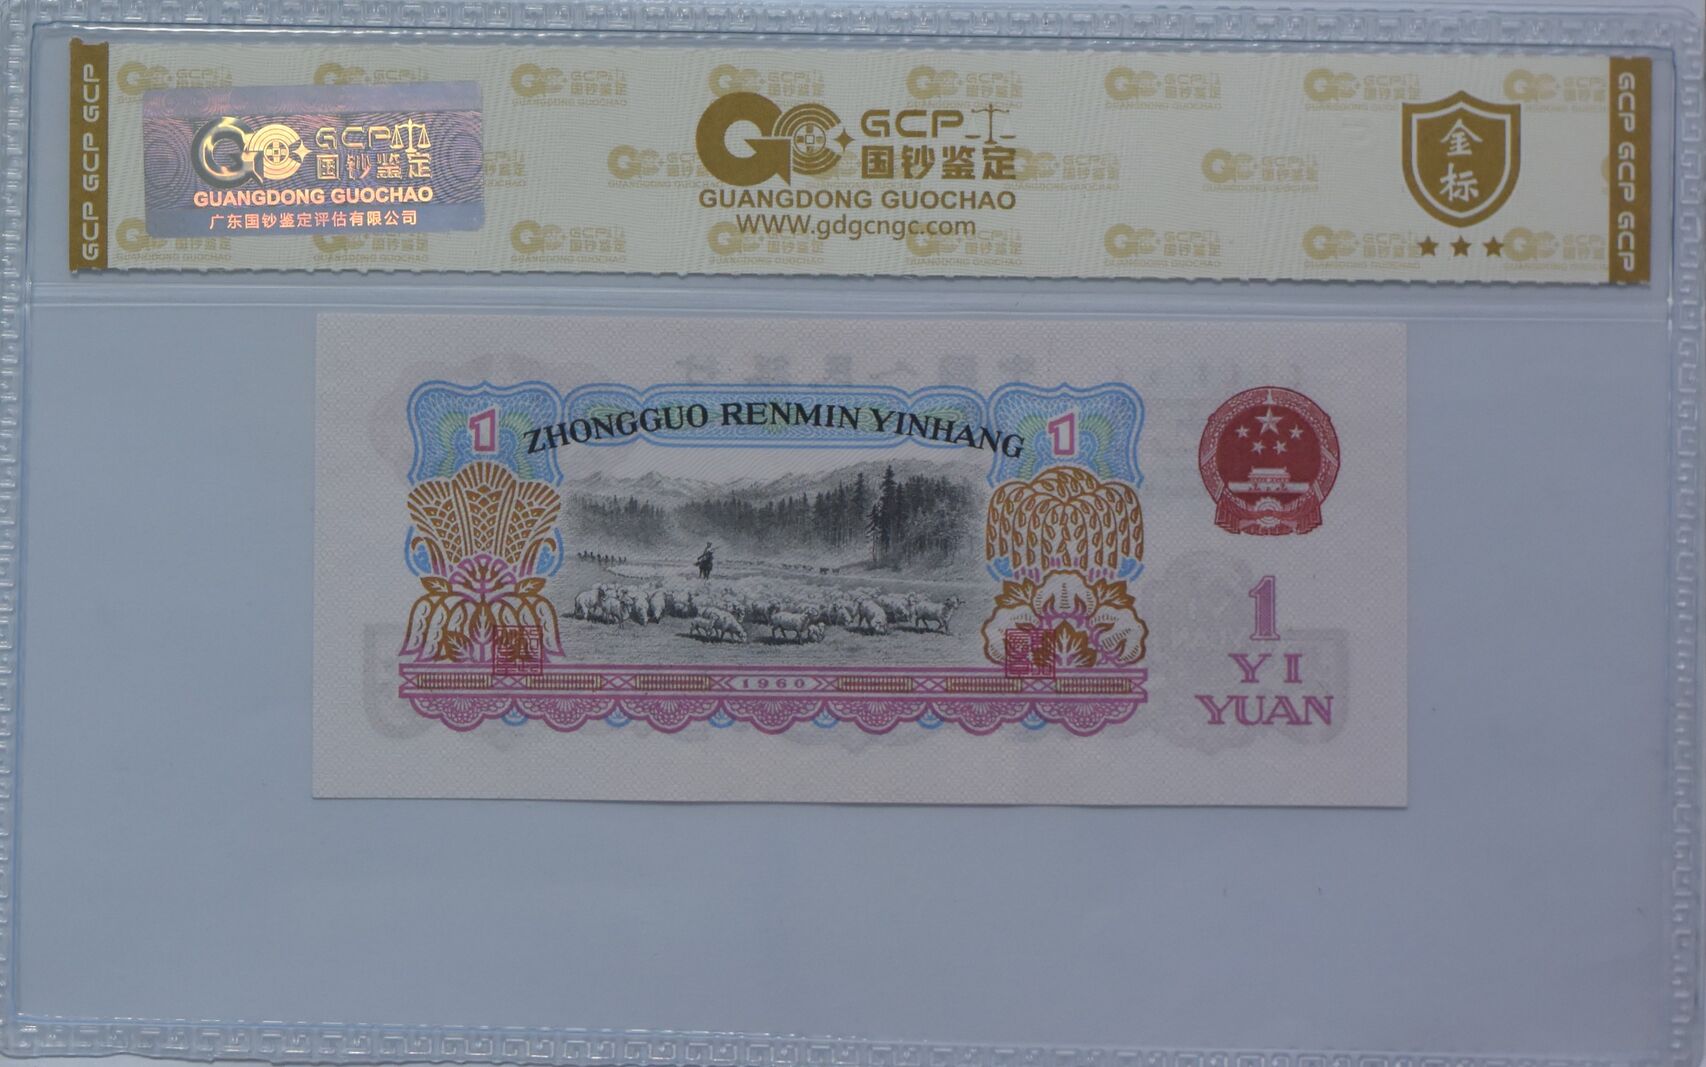 GCP GCP GCP
GCP
国钞鉴定
GUANGDONG GUOCHAO
广东国钞鉴定评估有限公司
GCP
国钞鉴定
GUANGDONG GUOCHAO
WWW.gdgcngc.com
金标
GCP GCP GCP
1
ZHONGGUO RENMIN YINHANG
1
1960
1
YI
YUAN